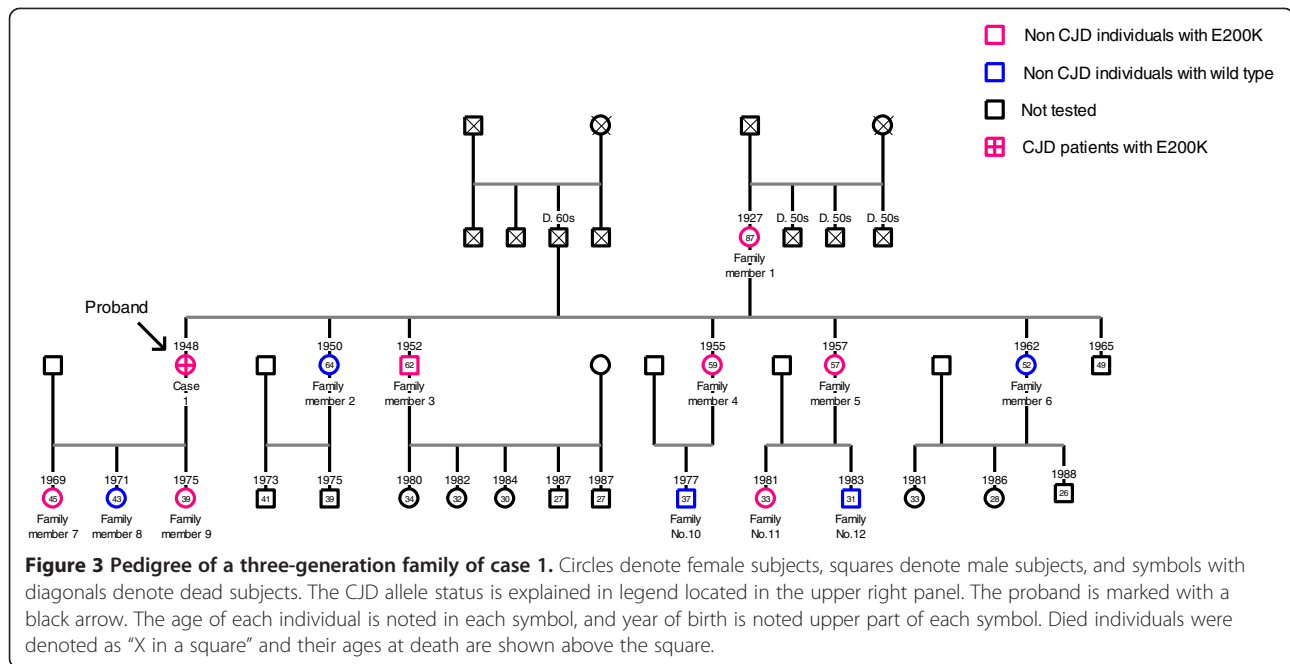 Non CJD individuals with E200K
Non CJD individuals with wild type
Not tested
CJD patients with E200K
D. 60s
1927
D. 50s
D. 50s
D. 50s
87
Family
member 1
Proband
1948
1950
1952
1955
1957
1962
1965
64
62
59
57
52
49
Case
1
Family
member 2
Family
member 3
Family
member 4
Family
member 5
Family
member 6
1969
1971
1975
1973
1975
1980
1982
1984
1987
1987
1977
1981
1983
1981
1986
1988
45
43
39
41
39
34
32
30
27
27
37
33
31
33
28
26
Family
member 7
Family
member 8
Family
member 9
Family
No.10
Family
No.11
Family
No.12
Figure 3 Pedigree of a three-generation family of case 1. Circles denote female subjects, squares denote male subjects, and symbols with
diagonals denote dead subjects. The CJD allele status is explained in legend located in the upper right panel. The proband is marked with a
black arrow. The age of each individual is noted in each symbol, and year of birth is noted upper part of each symbol. Died individuals were
denoted as “X in a square” and their ages at death are shown above the square.